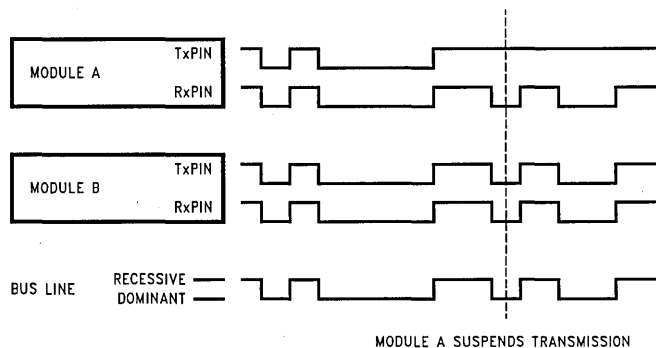 TxPIN
MODULE A
RxPIN
TxPIN
MODULE B
RxPIN
RECESSIVE
BUS LINE
DOMINANT
MODULE A SUSPENDS TRANSMISSION